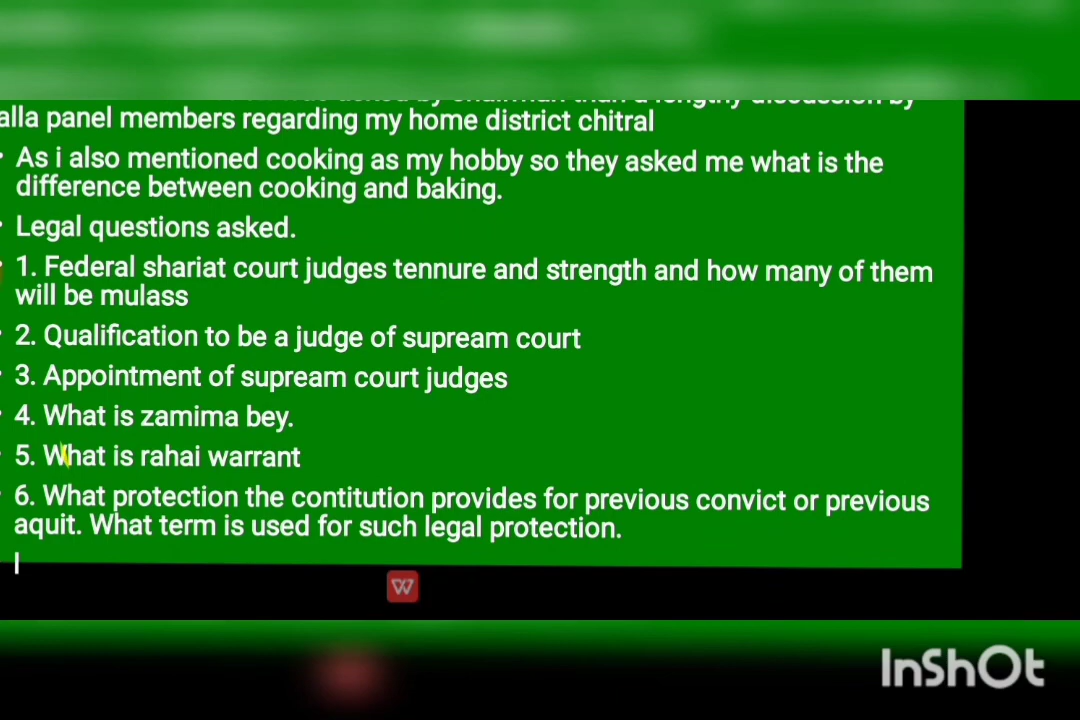 alla panel members regarding my home district chitral
As i also mentioned cooking as my hobby so they asked me what is the
difference between cooking and baking.
Legal questions asked.
1. Federal shariat court judges tennure and strength and how many of them
will be mulass
2. Qualification to be a judge of supream court
3. Appointment of supream court judges
4. What is zamima bey.
5. What is rahai warrant
6. What protection the contitution provides for previous convict or previous
aquit. What term is used for such legal protection.
W
InShOt